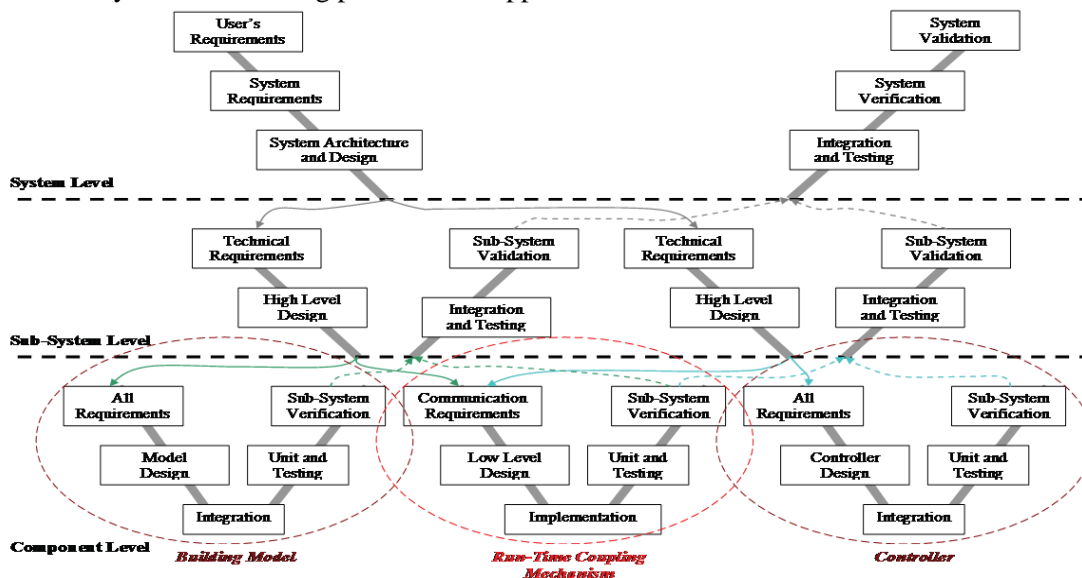 User's
Requirements
System
Validation
System
Requirements
System
Verification
System Architecture
and Design
Integration
and Testing
System Level
Technical
Requirements
Sub-System
Validation
Technical
Requirements
Sub-System
Validation
High Level
Design
Integration
and Testing
High Level
Design
Integration
and Testing
Sub-System Level
All
Requirements
Sub-System
Verification
Communication
Requirements
Sub-System
Verification
All
Requirements
Sub-System
Verification
Model
Design
Unit and
Testing
Low Level
Design
Unit and
Testing
Controller
Design
Unit and
Testing
Integration
Implementation
Integration
Component Level
Building Model
Run-Time Coupling
Mechanism
Controller